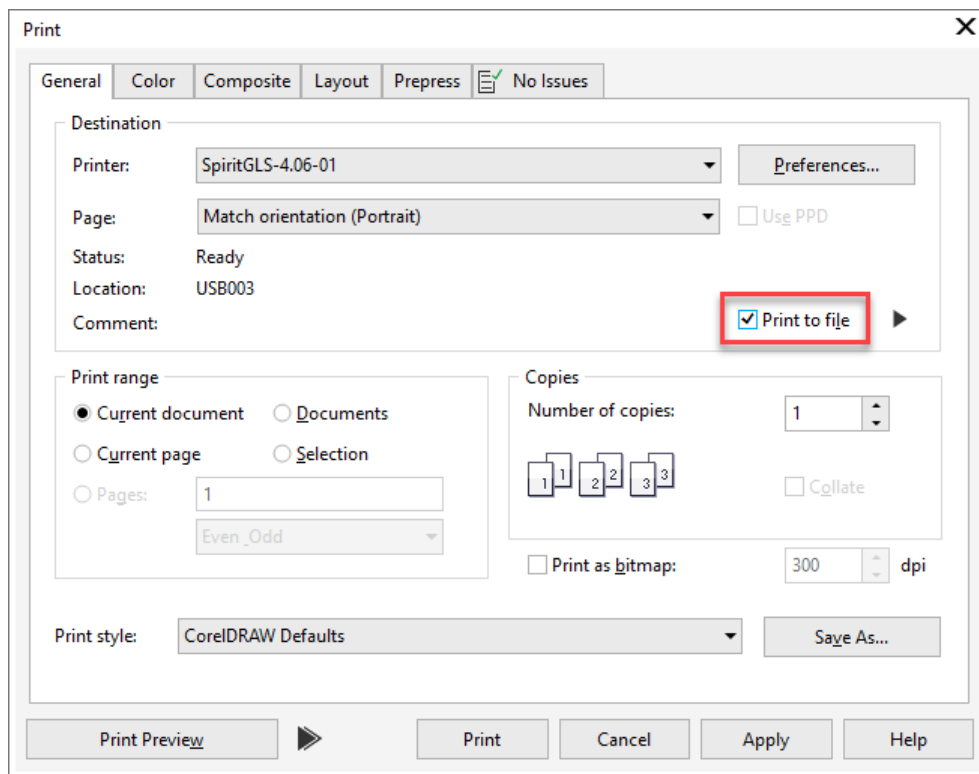 Print
General Color Composite Layout Prepress No Issues
Destination
Printer: SpiritGLS-4.06-01 Preferences...
Page: Match orientation (Portrait) Use PPD
Status: Ready
Location: USB003
Comment: Print to file
Print range
Current document Documents
Current page Selection
Pages: 1
Even _Odd
Copies
Number of copies: 1
1 1 2 2 3 3
Collate
Print as bitmap: 300 dpi
Print style: CorelDRAW Defaults Save As...
Print Preview Print Cancel Apply Help